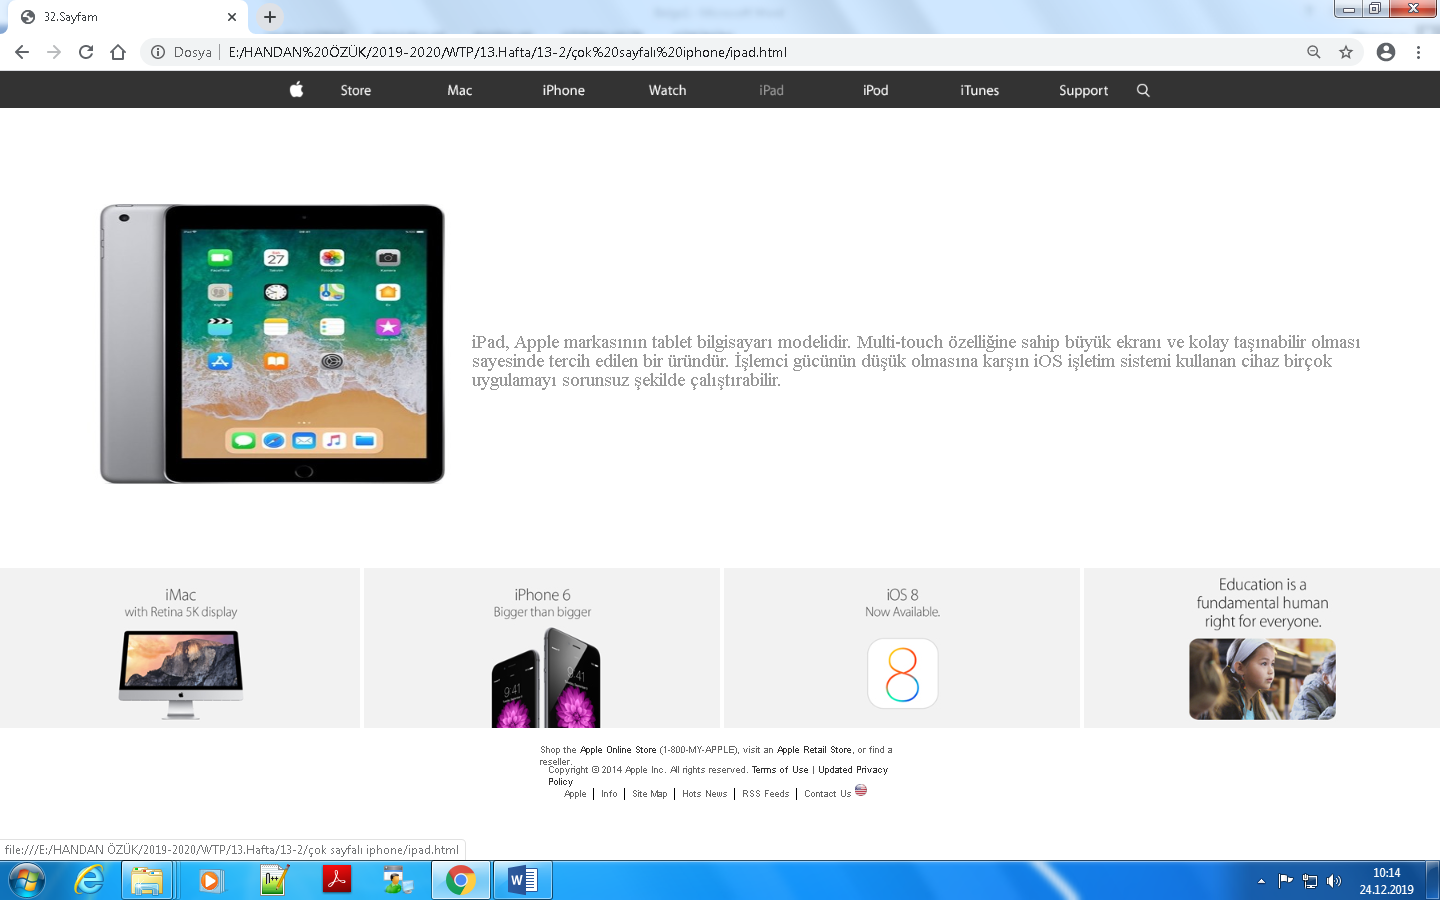 32.Sayfam
Dosya
E:/HANDAN%20ÖZÜK/2019-2020/WTP/13.Hafta/13-2/çok%20sayfalı%20iphone/ipad.html
Store Mac iPhone Watch iPad iPod iTunes Support
27
iPad, Apple markasının tablet bilgisayarı modelidir. Multi-touch özelliğine sahip büyük ekranı ve kolay taşınabilir olması
sayesinde tercih edilen bir üründür. İşlemci gücünün düşük olmasına karşın iOS işletim sistemi kullanan cihaz birçok
uygulamayı sorunsuz şekilde çalıştırabilir.
iMac
with Retina 5K display
iPhone 6
Bigger than bigger
9:41
9:41
iOS 8
Now Available.
8
Education is a
fundamental human
right for everyone.
Shop the Apple Online Store (1-800-MY-APPLE), visit an Apple Retail Store, or find a
reseller.
Copyright © 2014 Apple Inc. All rights reserved. Terms of Use | Updated Privacy
Policy
Apple | Info | Site Map | Hots News | RSS Feeds | Contact Us
file:///E:/HANDAN ÖZÜK/2019-2020/WTP/13.Hafta/13-2/çok sayfalı iphone/ipad.html
10:14
24.12.2019